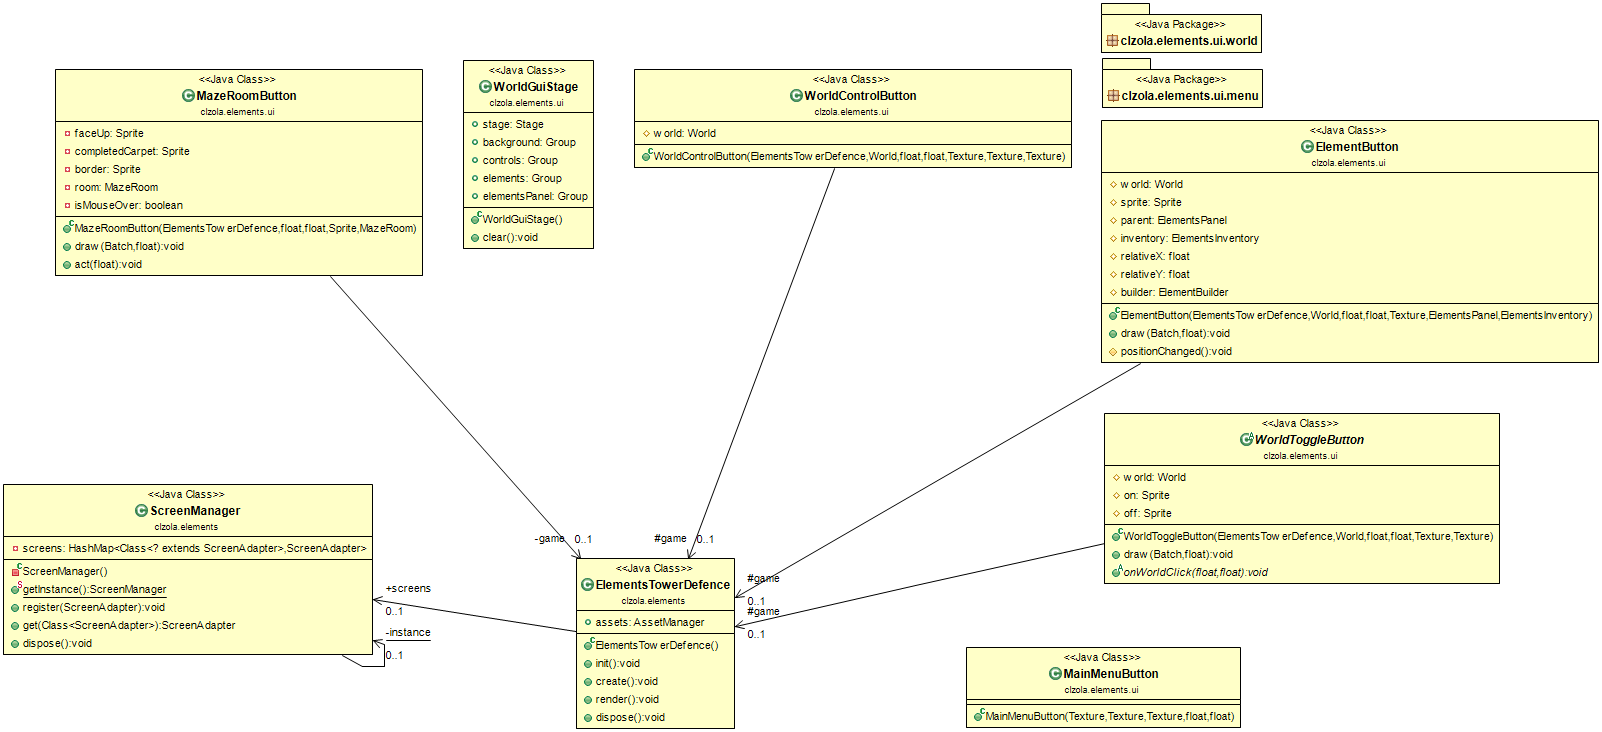 <<Java Package>>
clzola.elements.ui.world
<<Java Package>>
clzola.elements.ui.menu
<<Java Class>>
MazeRoomButton
clzola.elements.ui
faceUp: Sprite
completedCarpet: Sprite
border: Sprite
room: MazeRoom
isMouseOver: boolean
MazeRoomButton(ElementsTowerDefence,float,float,Sprite,MazeRoom)
draw(Batch,float):void
act(float):void
<<Java Class>>
WorldGuiStage
clzola.elements.ui
stage: Stage
background: Group
controls: Group
elements: Group
elementsPanel: Group
WorldGuiStage()
clear():void
<<Java Class>>
WorldControlButton
clzola.elements.ui
world: World
WorldControlButton(ElementsTowerDefence,World,float,float,Texture,Texture,Texture)
<<Java Class>>
ElementButton
clzola.elements.ui
world: World
sprite: Sprite
parent: ElementsPanel
inventory: ElementsInventory
relativeX: float
relativeY: float
builder: ElementBuilder
ElementButton(ElementsTowerDefence,World,float,float,Texture,ElementsPanel,ElementsInventory)
draw(Batch,float):void
positionChanged():void
<<Java Class>>
WorldToggleButton
clzola.elements.ui
world: World
on: Sprite
off: Sprite
WorldToggleButton(ElementsTowerDefence,World,float,float,Texture,Texture)
draw(Batch,float):void
onWorldClick(float,float):void
<<Java Class>>
ScreenManager
clzola.elements
screens: HashMap<Class<? extends ScreenAdapter>,ScreenAdapter>
ScreenManager()
getInstance():ScreenManager
register(ScreenAdapter):void
get(Class<ScreenAdapter>):ScreenAdapter
dispose():void
+screens
0..1
-instance
0..1
-game 0..1
#game 0..1
#game
0..1
#game
0..1
<<Java Class>>
ElementsTowerDefence
clzola.elements
assets: AssetManager
ElementsTowerDefence()
init():void
create():void
render():void
dispose():void
<<Java Class>>
MainMenuButton
clzola.elements.ui
MainMenuButton(Texture,Texture,Texture,float,float)